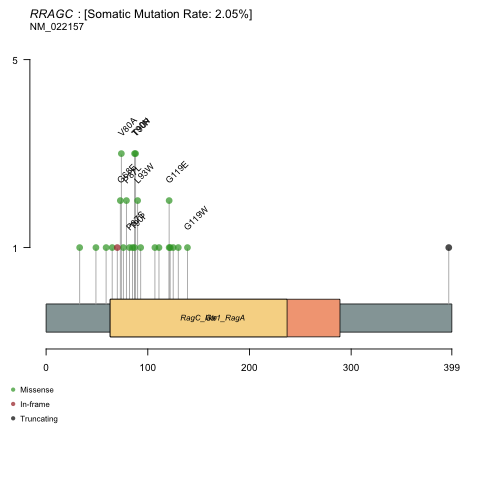 RRAGC : [Somatic Mutation Rate: 2.05%]
NM_022157
5
V80A
G119E
L93W
G119W
1
0
100
200
300
399
Missense
In-frame
Truncating